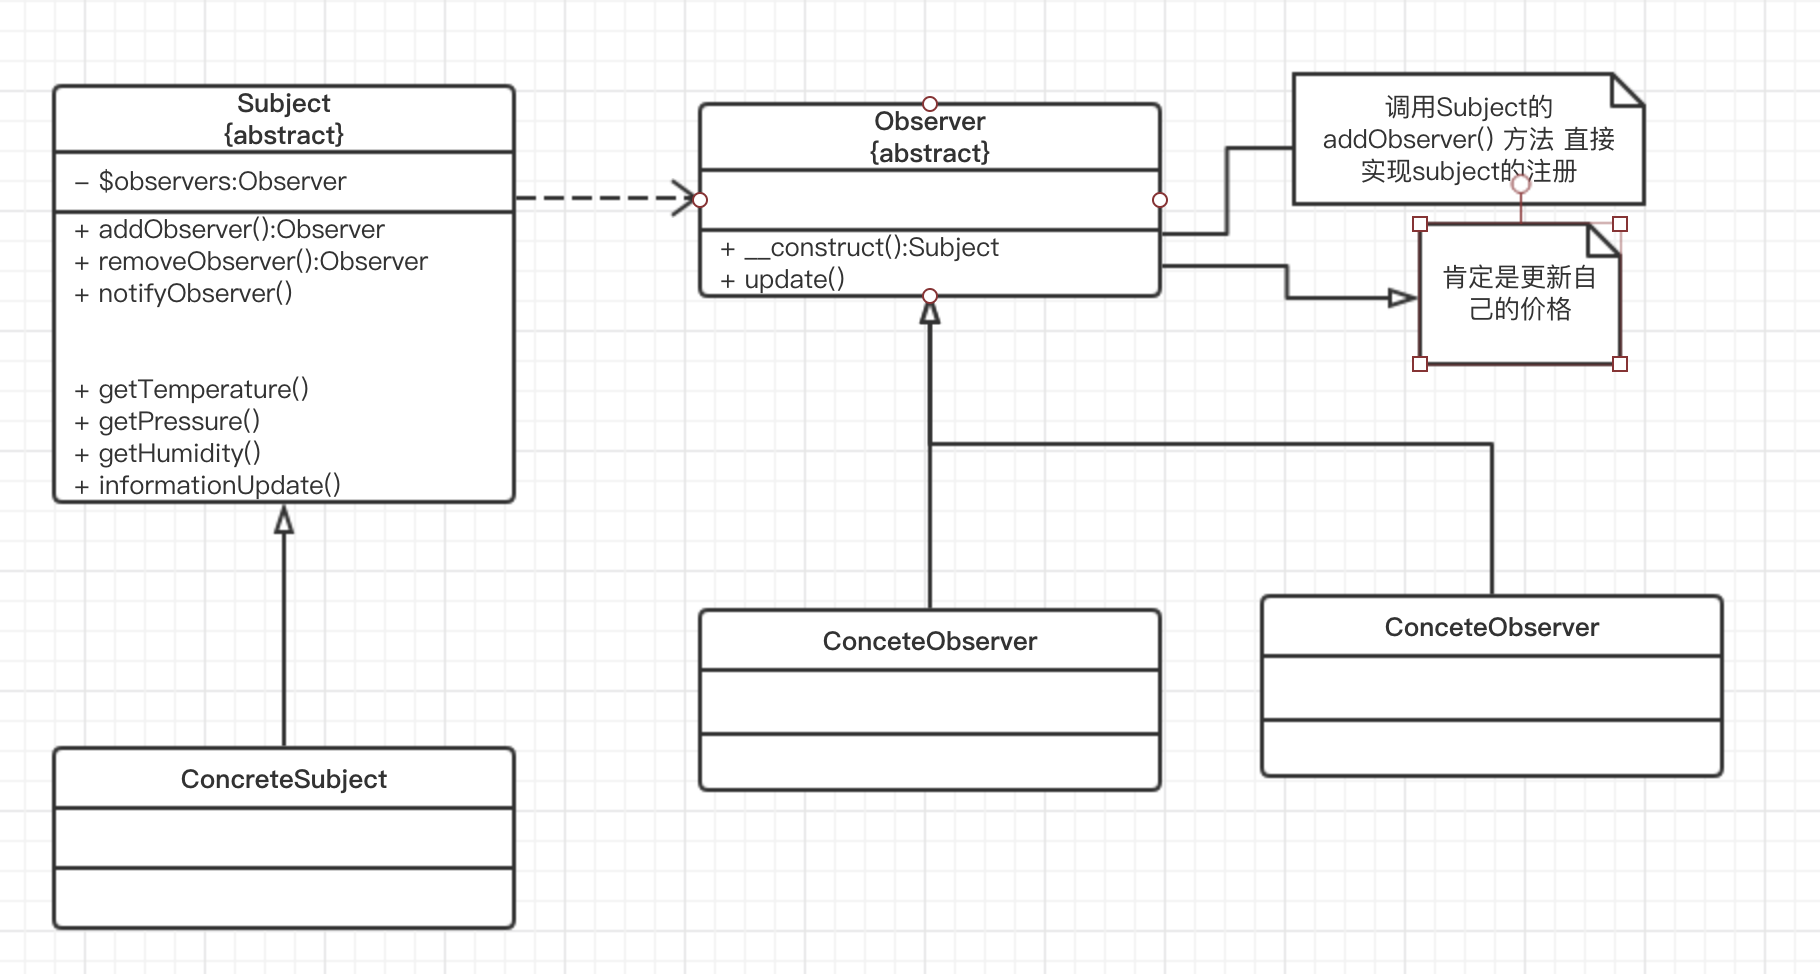 Subject
{abstract}
– $observers:Observer
+ addObserver():Observer
+ removeObserver():Observer
+ notifyObserver()
+ getTemperature()
+ getPressure()
+ getHumidity()
+ informationUpdate()
Observer
{abstract}
+ __construct():Subject
+ update()
调用Subject的
addObserver() 方法 直接
实现subject的注册
肯定是更新自
己的价格
ConcreteSubject
ConceteObserver
ConceteObserver